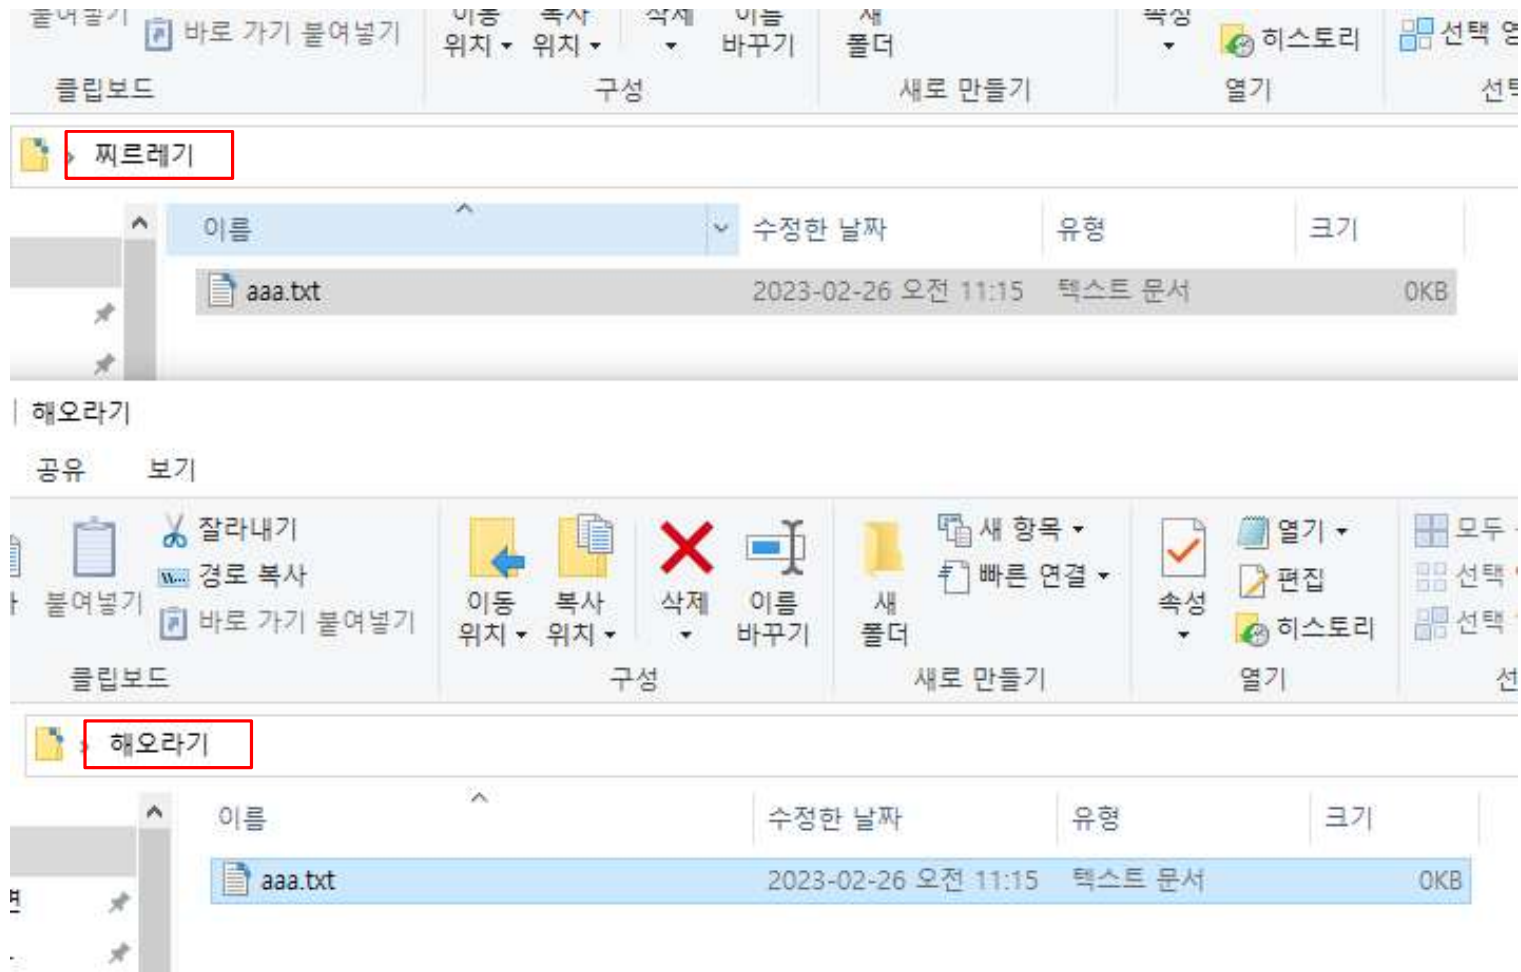 붙여넣기
바로 가기 붙여넣기
이동
위치
복사
위치
삭제
이름
바꾸기
새
폴더
속성
히스토리
선택
클립보드
구성
새로 만들기
열기
찌르레기
이름
수정한 날짜
유형
크기
aaa.txt
2023-02-26 오전 11:15
텍스트 문서
0KB
해오라기
공유
보기
붙여넣기
잘라내기
경로 복사
바로 가기 붙여넣기
이동
위치
복사
위치
삭제
이름
바꾸기
새
폴더
새 항목
빠른 연결
속성
열기
편집
히스토리
모두
선택
선택
클립보드
구성
새로 만들기
열기
해오라기
이름
수정한 날짜
유형
크기
aaa.txt
2023-02-26 오전 11:15
텍스트 문서
0KB